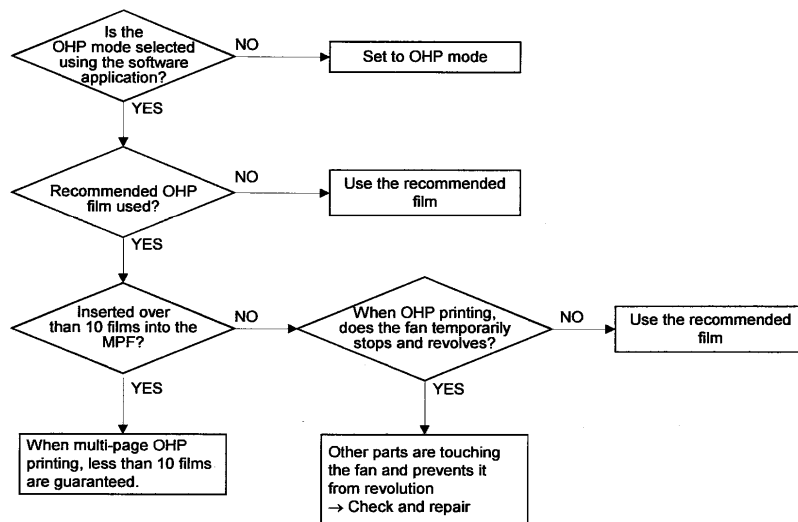 Is the
OHP mode selected
using the software
application?
NO
Set to OHP mode
YES
Recommended OHP
film used?
NO
Use the recommended
film
YES
Inserted over
than 10 films into the
MPF?
NO
When OHP printing,
does the fan temporarily
stops and revolves?
NO
Use the recommended
film
YES
YES
When multi-page OHP
printing, less than 10 films
are guaranteed.
Other parts are touching
the fan and prevents it
from revolution
→ Check and repair